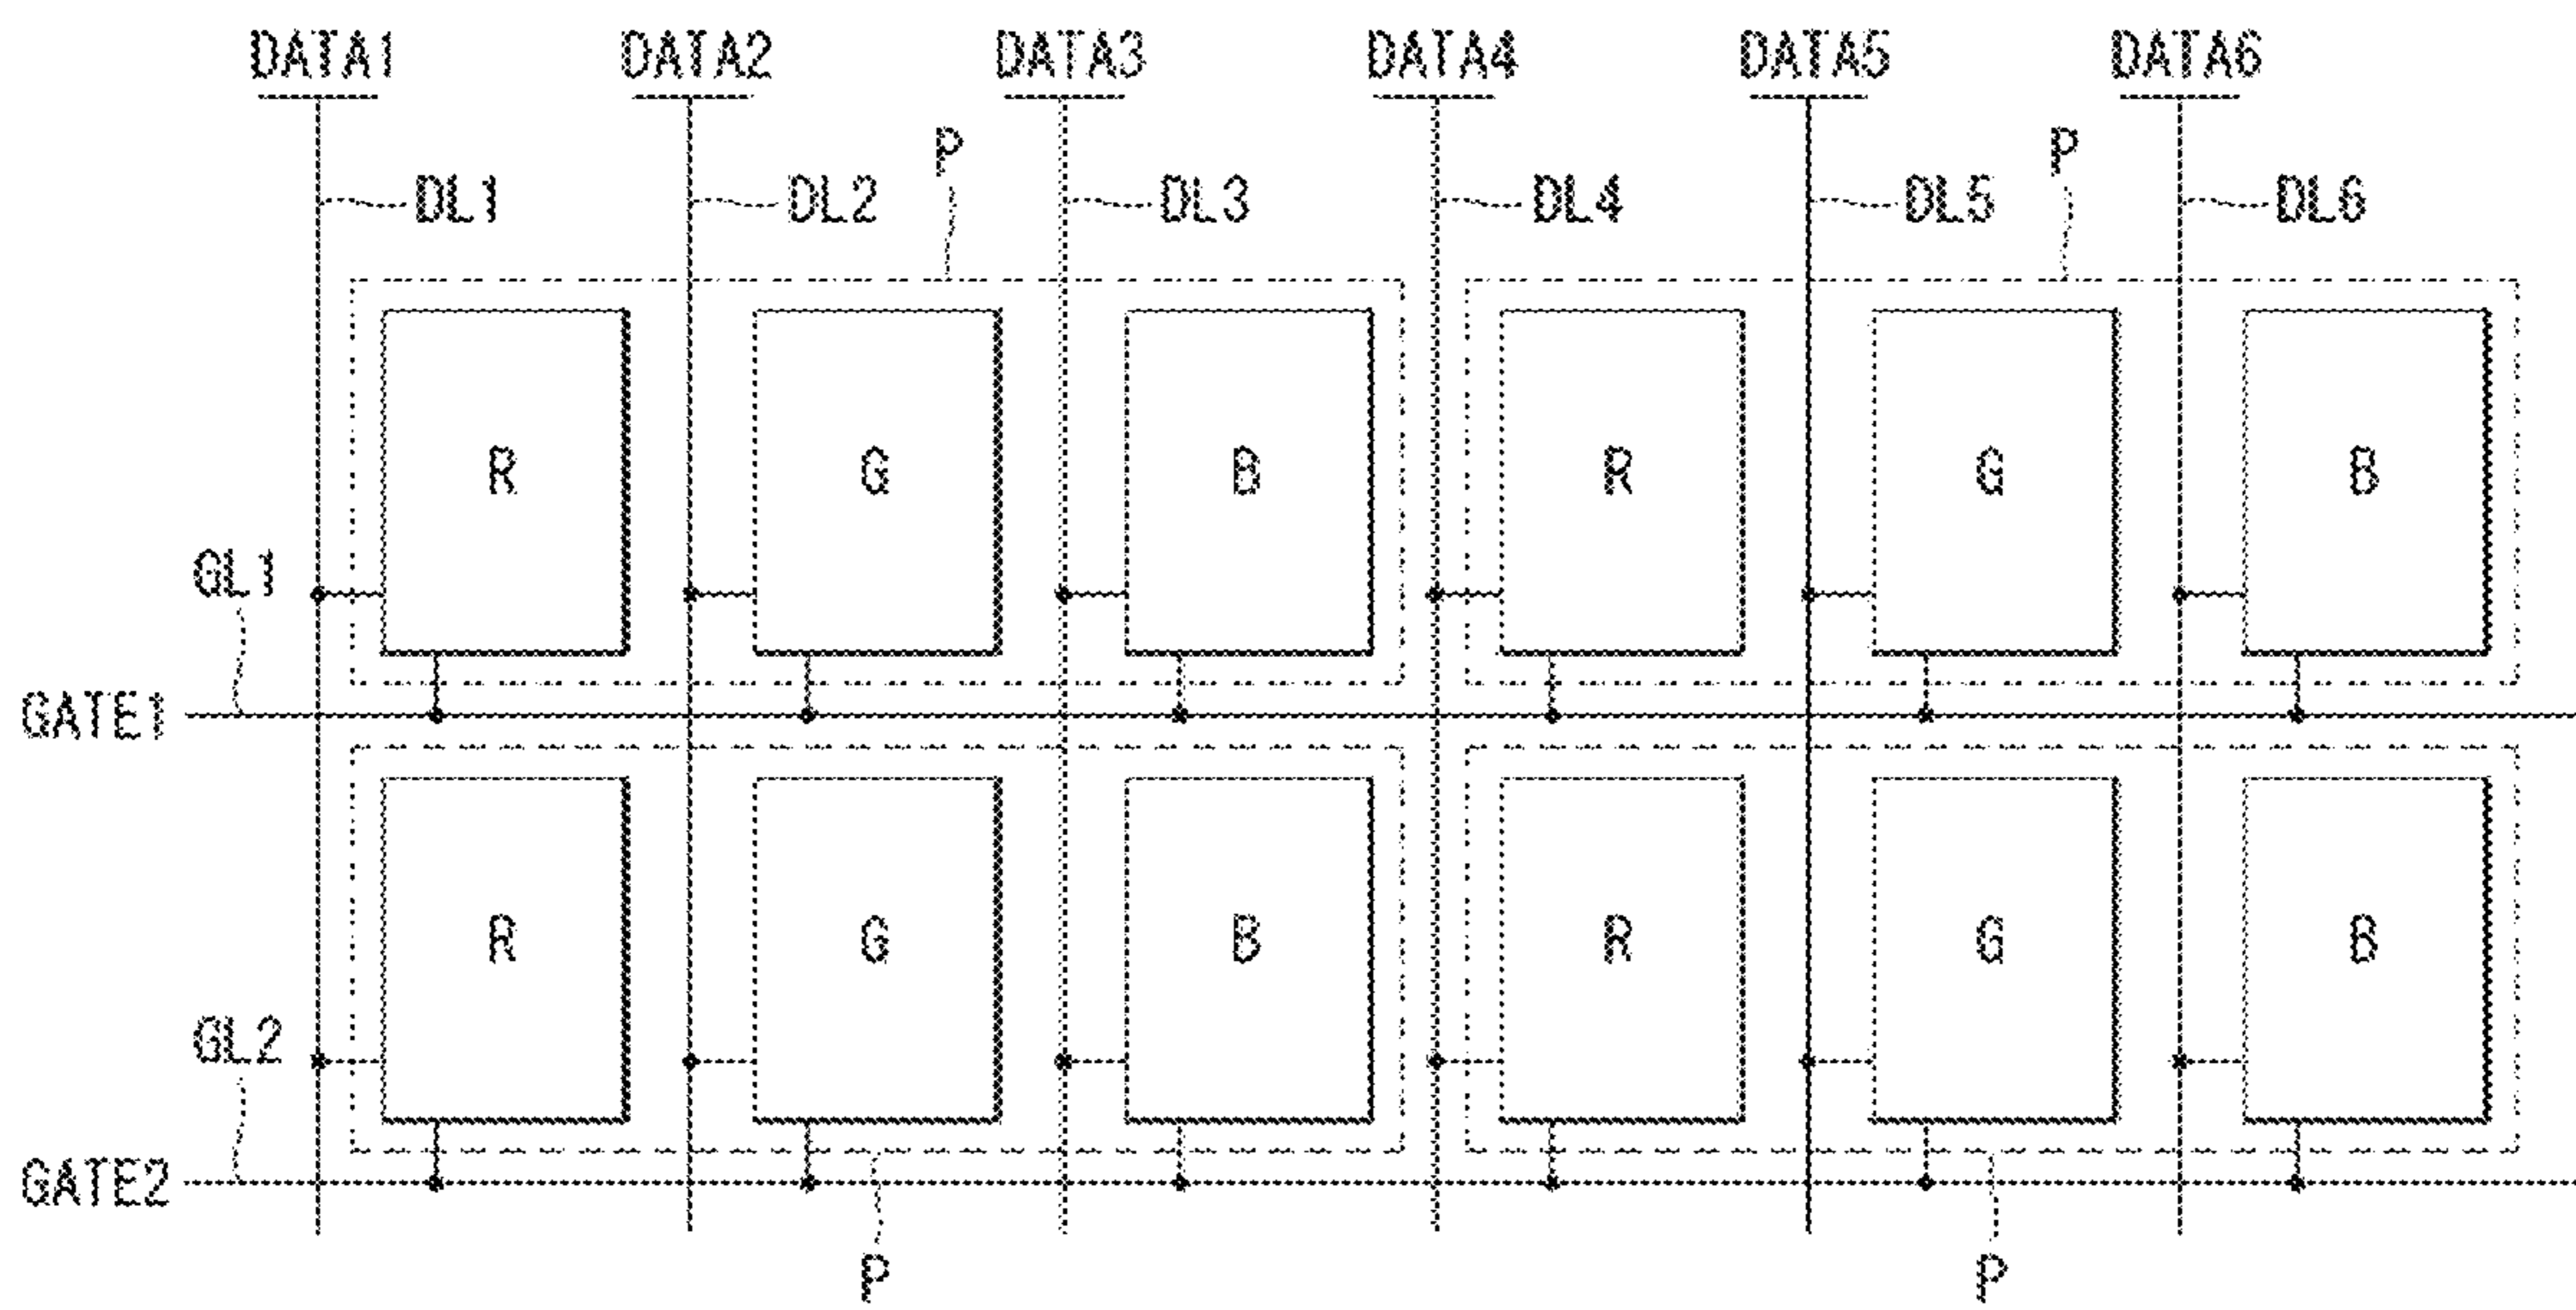 DATA1 DATA2 DATA3 DATA4 DATA5 DATA6
P P
DL1 DL2 DL3 DL4 DL5 DL6
R G B R G B
GL1
GATE1
R G B R G B
GL2
GATE2
P P